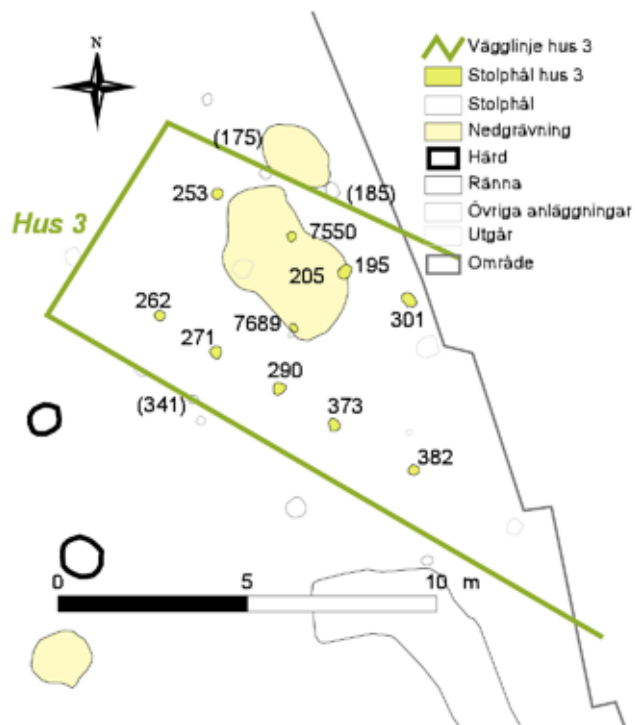 N
Vägglinje hus 3
Stolphål hus 3
Stolphål
Nedgrävning
Härd
Ränna
Övriga anläggningar
Utgår
Område
(175)
(185)
253
Hus 3
7550
195
205
262
301
7689
271
290
(341)
373
382
0 5 10 m